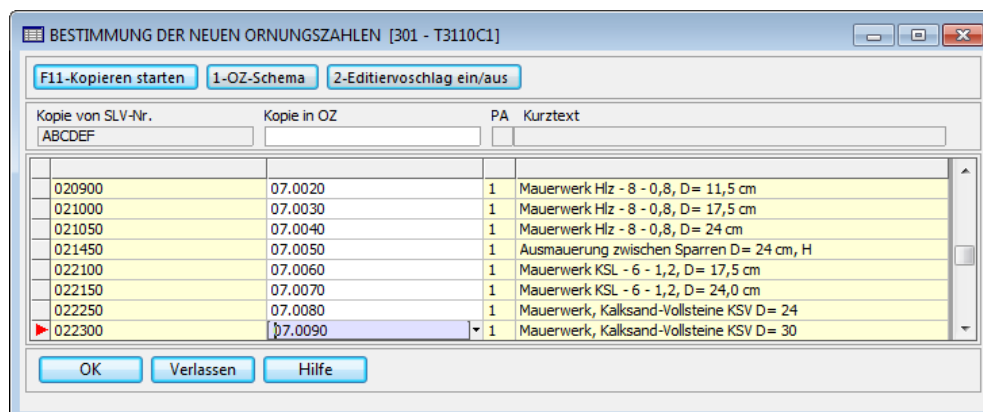 BESTIMMUNG DER NEUEN ORNUNGSZAHLEN [301 - T3110C1]
F11-Kopieren starten 1-OZ-Schema 2-Editiervoschlag ein/aus
Kopie von SLV-Nr. Kopie in OZ PA Kurztext
ABCDEF
020900 07.0020 1 Mauerwerk Hlz - 8 - 0,8, D= 11,5 cm
021000 07.0030 1 Mauerwerk Hlz - 8 - 0,8, D= 17,5 cm
021050 07.0040 1 Mauerwerk Hlz - 8 - 0,8, D= 24 cm
021450 07.0050 1 Ausmauerung zwischen Sparren D= 24 cm, H
022100 07.0060 1 Mauerwerk KSL - 6 - 1,2, D= 17,5 cm
022150 07.0070 1 Mauerwerk KSL - 6 - 1,2, D= 24,0 cm
022250 07.0080 1 Mauerwerk, Kalksand-Vollsteine KSV D= 24
022300 07.0090 1 Mauerwerk, Kalksand-Vollsteine KSV D= 30
OK Verlassen Hilfe